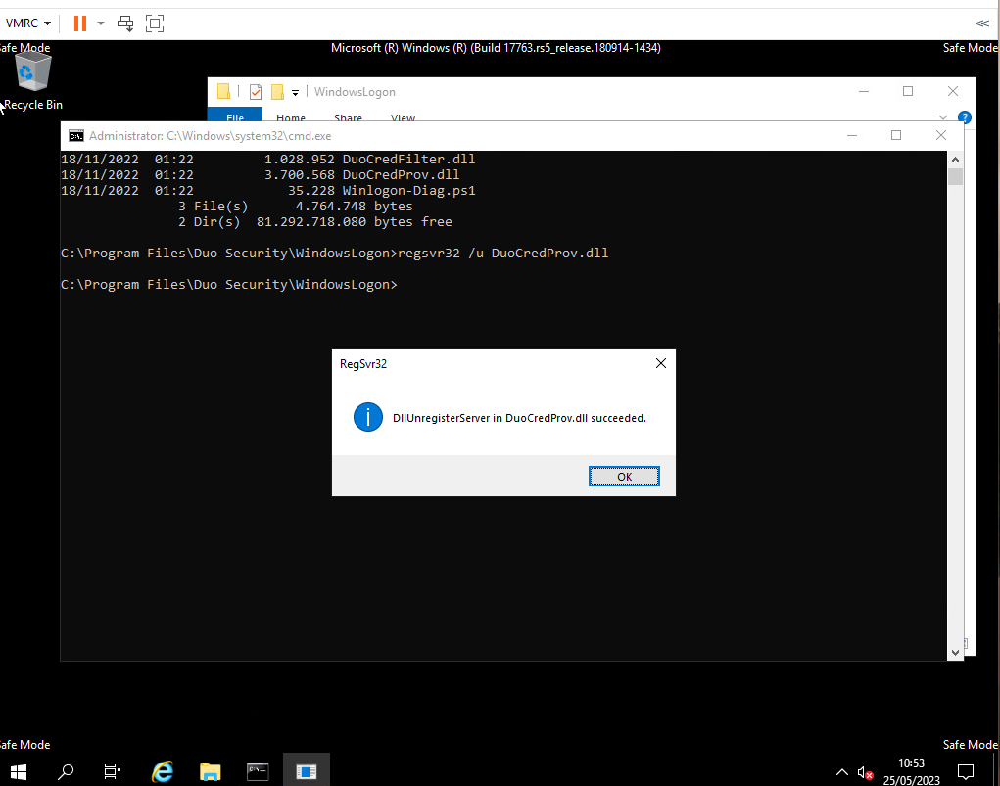 VMRC
afe Mode
Microsoft (R) Windows (R) (Build 17763.rs5_release.180914-1434)
Safe Mode
Recycle Bin
WindowsLogon
File Home Share View
Administrator: C:\Windows\system32\cmd.exe
18/11/2022  01:22         1.028.952 DuoCredFilter.dll
18/11/2022  01:22         3.700.568 DuoCredProv.dll
18/11/2022  01:22            35.228 Winlogon-Diag.ps1
               3 File(s)      4.764.748 bytes
               2 Dir(s)  81.292.718.080 bytes free
C:\Program Files\Duo Security\WindowsLogon>regsvr32 /u DuoCredProv.dll
C:\Program Files\Duo Security\WindowsLogon>
RegSvr32
DllUnregisterServer in DuoCredProv.dll succeeded.
OK
afe Mode
Safe Mode
10:53
25/05/2023